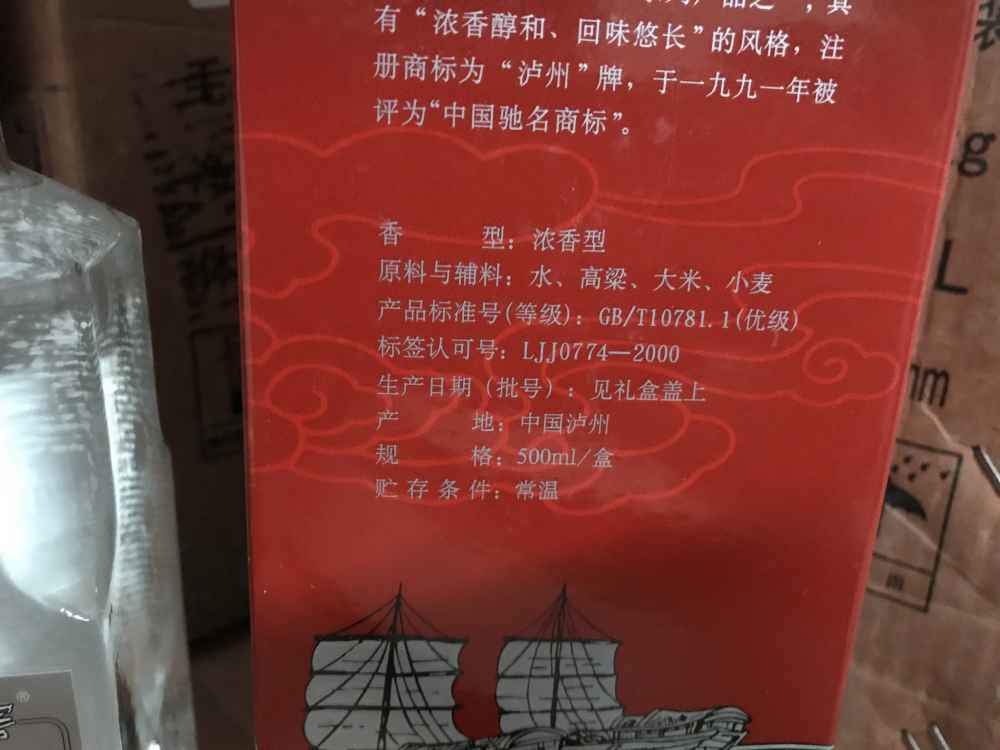 产品之一,具
有“浓香醇和、回味悠长”的风格,注
册商标为“泸州”牌,于一九九一年被
评为“中国驰名商标”。
香型:浓香型
原料与辅料:水、高粱、大米、小麦
产品标准号(等级):GB/T10781.1(优级)
标签认可号:LJJ0774—2000
生产日期(批号):见礼盒盖上
产地:中国泸州
规格:500ml/盒
贮存条件:常温